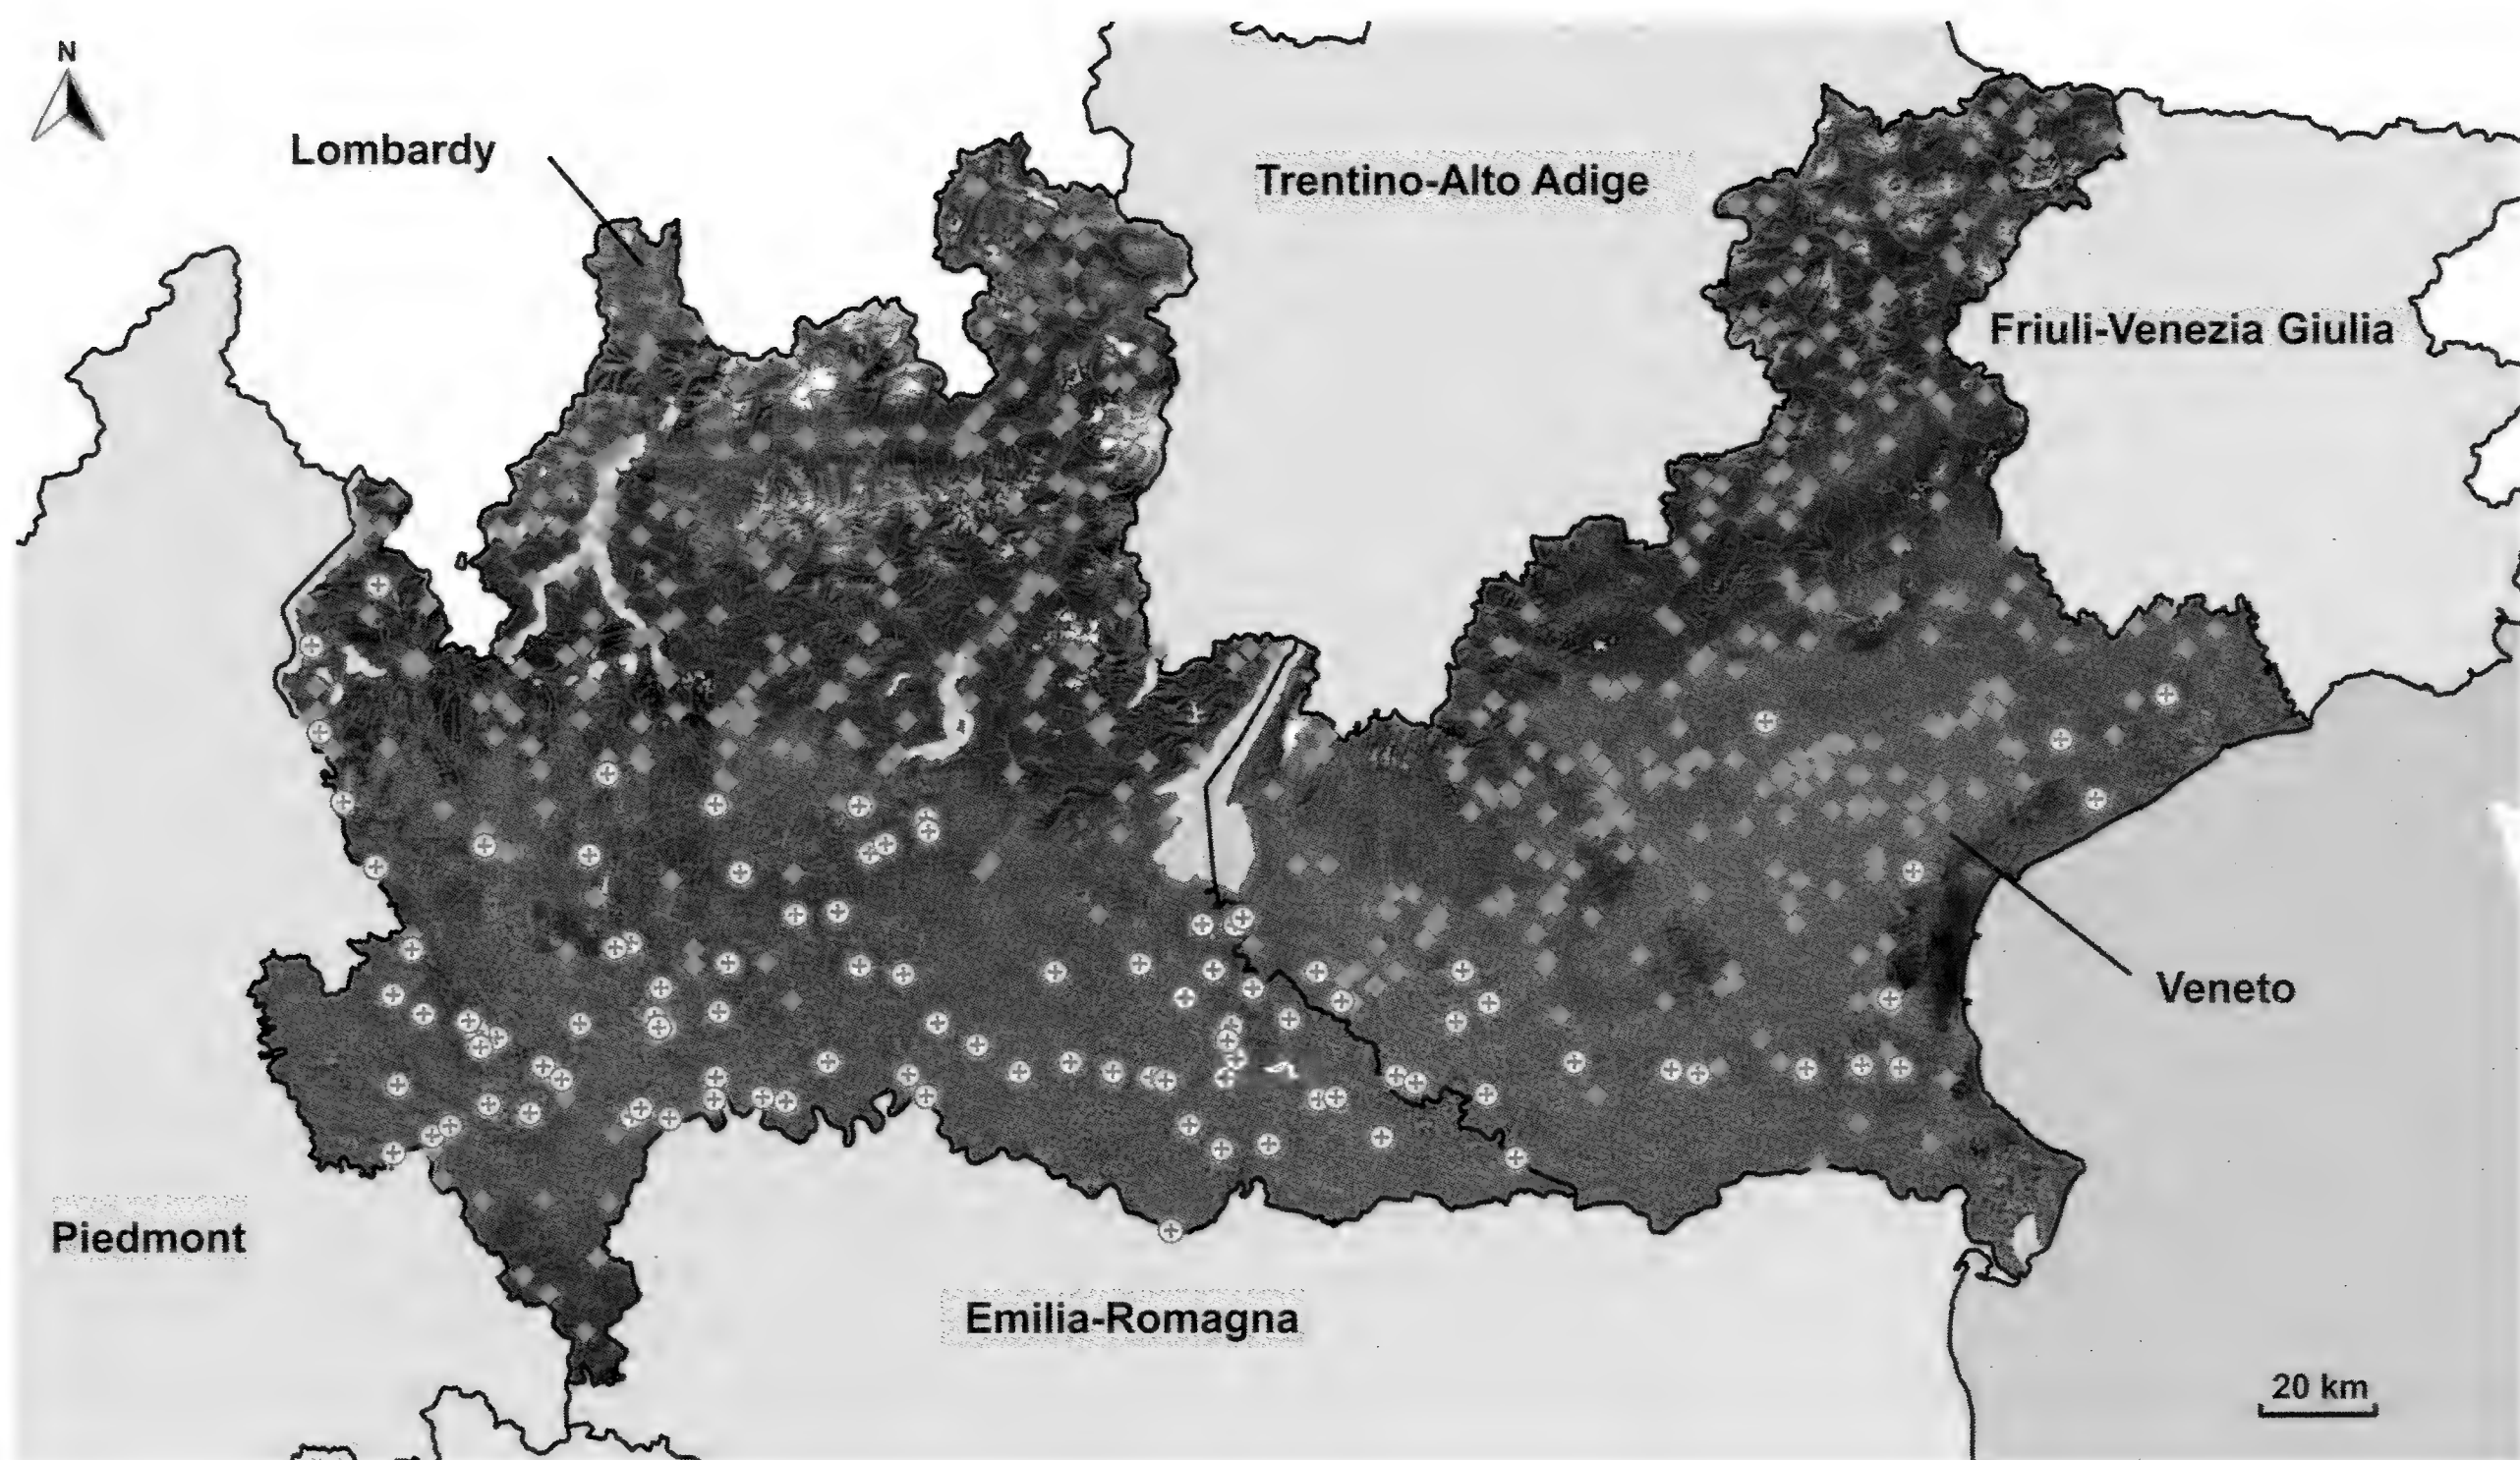 N
Lombardy
Trentino-Alto Adige
Friuli-Venezia Giulia
Veneto
Piedmont
Emilia-Romagna
20 km